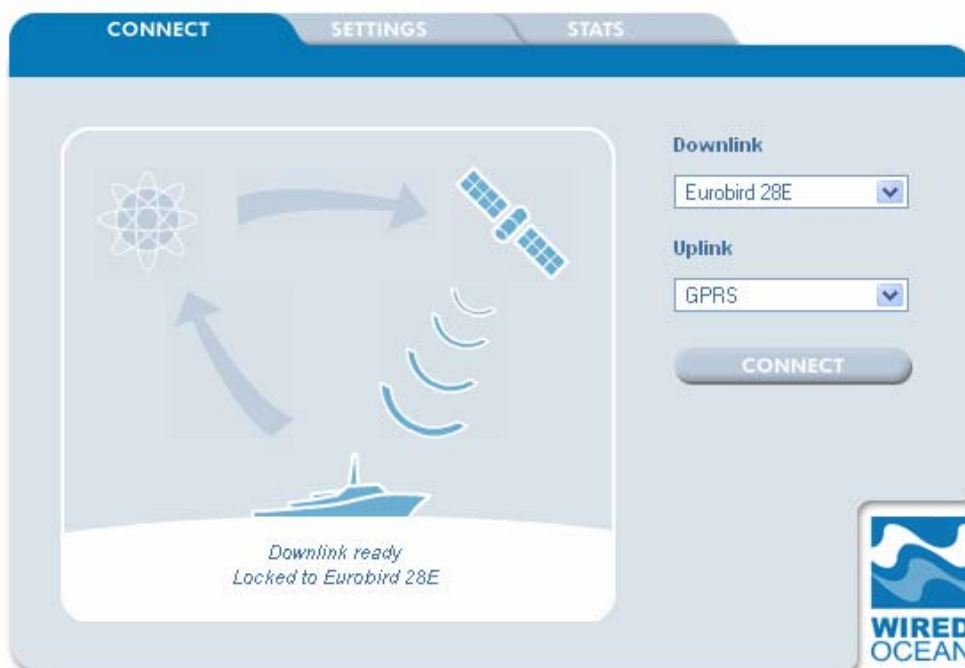 CONNECT SETTINGS STATS
Downlink
Eurobird 28E
Uplink
GPRS
CONNECT
Downlink ready
Locked to Eurobird 28E
WIRED
OCEAN